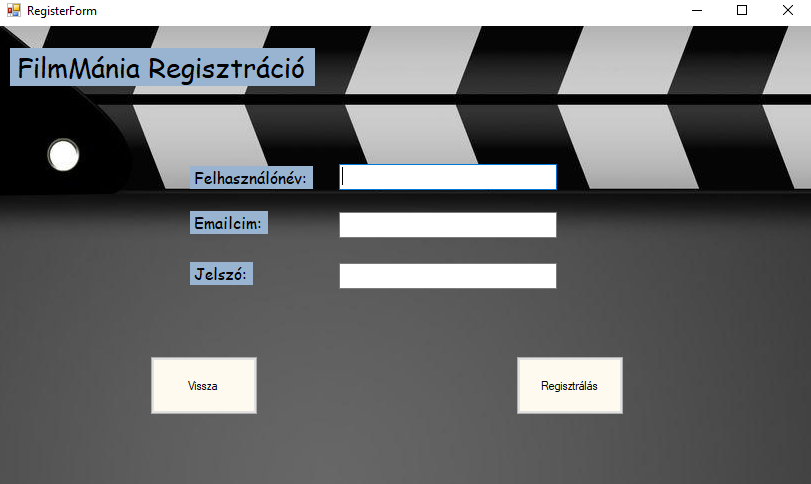 RegisterForm
FilmMánia Regisztráció
Felhasználónév:
Emailcim:
Jelszó:
Vissza
Regisztrálás